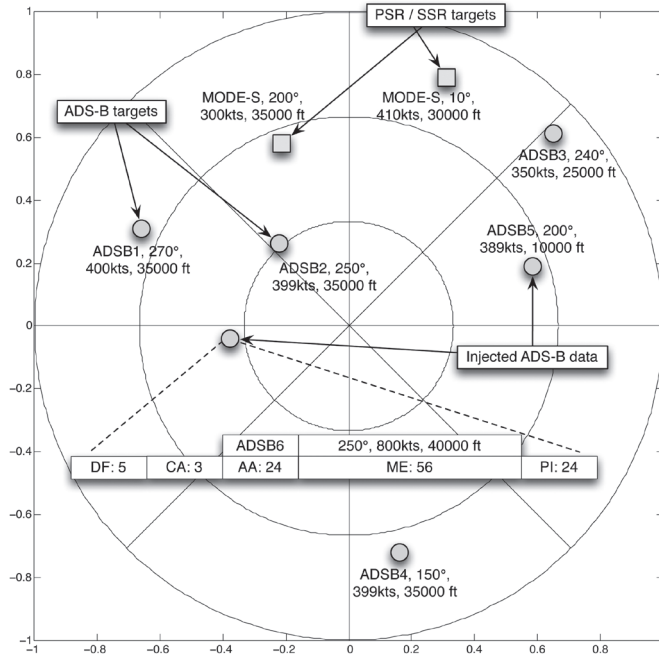 1
0.8
0.6
0.4
0.2
0
−0.2
−0.4
−0.6
−0.8
−1
PSR / SSR targets
ADS-B targets
MODE-S, 200°,
300kts, 35000 ft
MODE-S, 10°,
410kts, 30000 ft
ADSB3, 240°,
350kts, 25000 ft
ADSB1, 270°,
400kts, 35000 ft
ADSB2, 250°,
399kts, 35000 ft
ADSB5, 200°,
389kts, 10000 ft
Injected ADS-B data
ADSB6
250°, 800kts, 40000 ft
DF: 5
CA: 3
AA: 24
ME: 56
PI: 24
ADSB4, 150°,
399kts, 35000 ft
−1
−0.8
−0.6
−0.4
−0.2
0
0.2
0.4
0.6
0.8